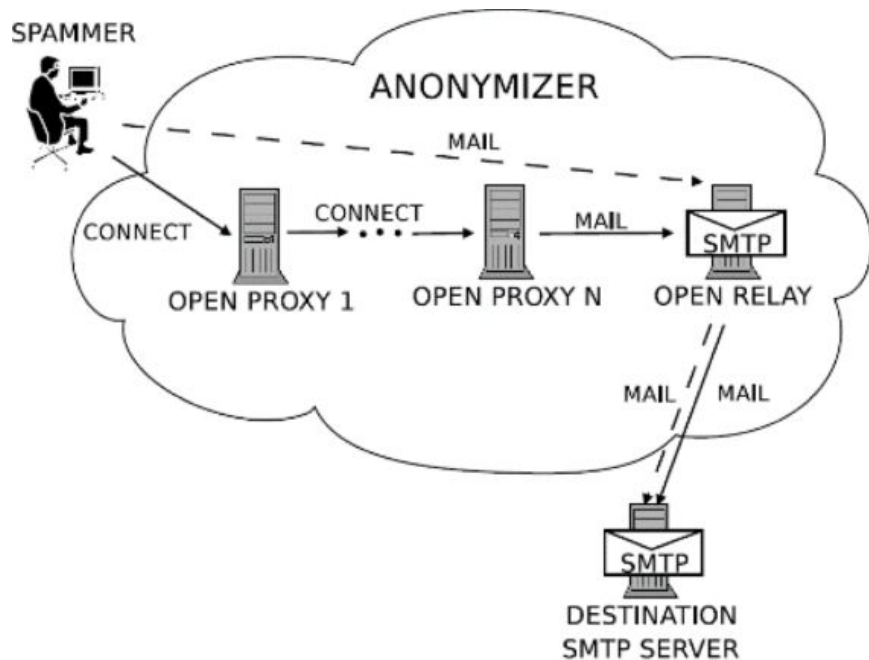 SPAMMER
ANONYMIZER
MAIL
CONNECT
CONNECT
MAIL
SMTP
OPEN PROXY 1
OPEN PROXY N
OPEN RELAY
MAIL
MAIL
SMTP
DESTINATION
SMTP SERVER